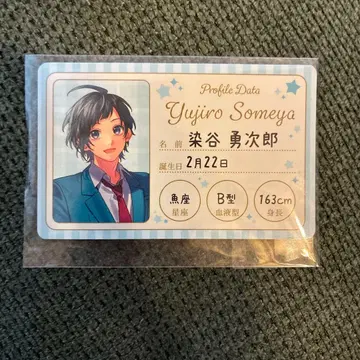 Profile Data
Yujiro Someya
名前 染谷 勇次郎
誕生日 2月22日
魚座 B型 163cm
星座 血液型 身長